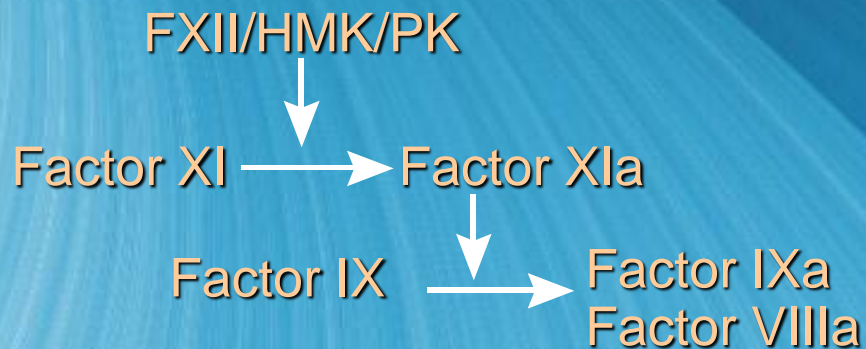 FXII/HMK/PK
Factor XI
Factor XIa
Factor IX
Factor IXa
Factor VIIIa